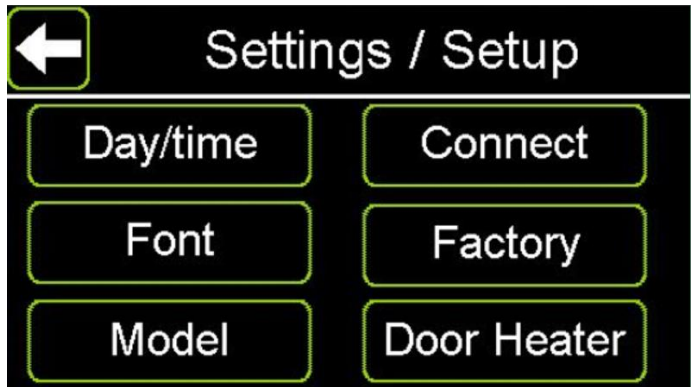 Settings / Setup
Day/time
Connect
Font
Factory
Model
Door Heater